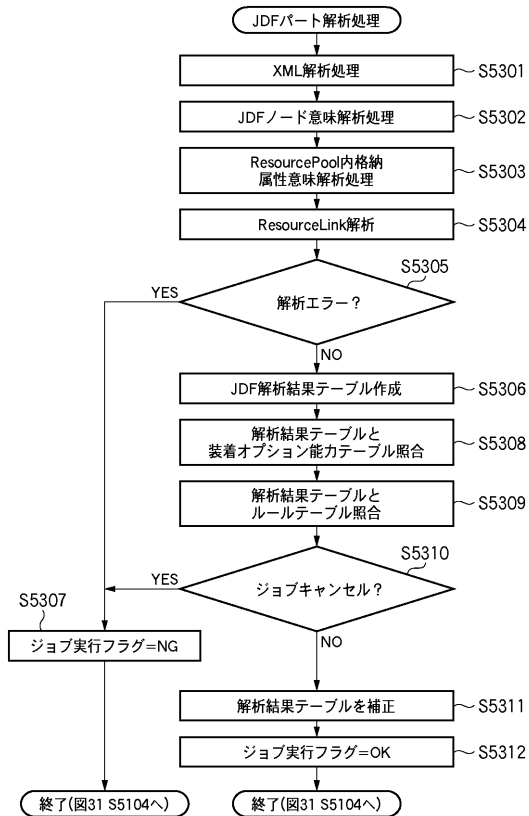 JDFパート解析処理
XML解析処理
S5301
JDFノード意味解析処理
S5302
ResourcePool内格納
属性意味解析処理
S5303
ResourceLink解析
S5304
S5305
YES
解析エラー？
NO
JDF解析結果テーブル作成
S5306
解析結果テーブルと
装着オプション能力テーブル照合
S5308
解析結果テーブルと
ルールテーブル照合
S5309
S5310
YES
ジョブキャンセル？
S5307
NO
ジョブ実行フラグ=NG
解析結果テーブルを補正
S5311
ジョブ実行フラグ=OK
S5312
終了(図31 S5104へ)
終了(図31 S5104へ)